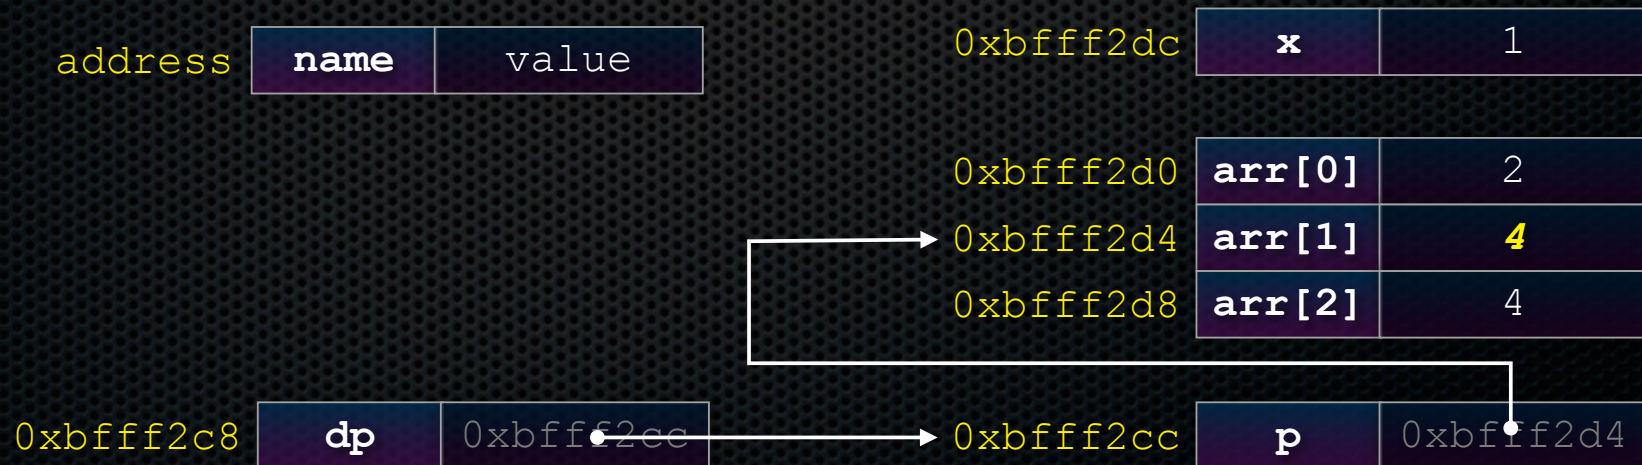 address name value
0xbfff2dc x 1
0xbfff2d0 arr[0] 2
0xbfff2d4 arr[1] 4
0xbfff2d8 arr[2] 4
0xbfff2c8 dp 0xbfff2cc
0xbfff2cc p 0xbfff2d4